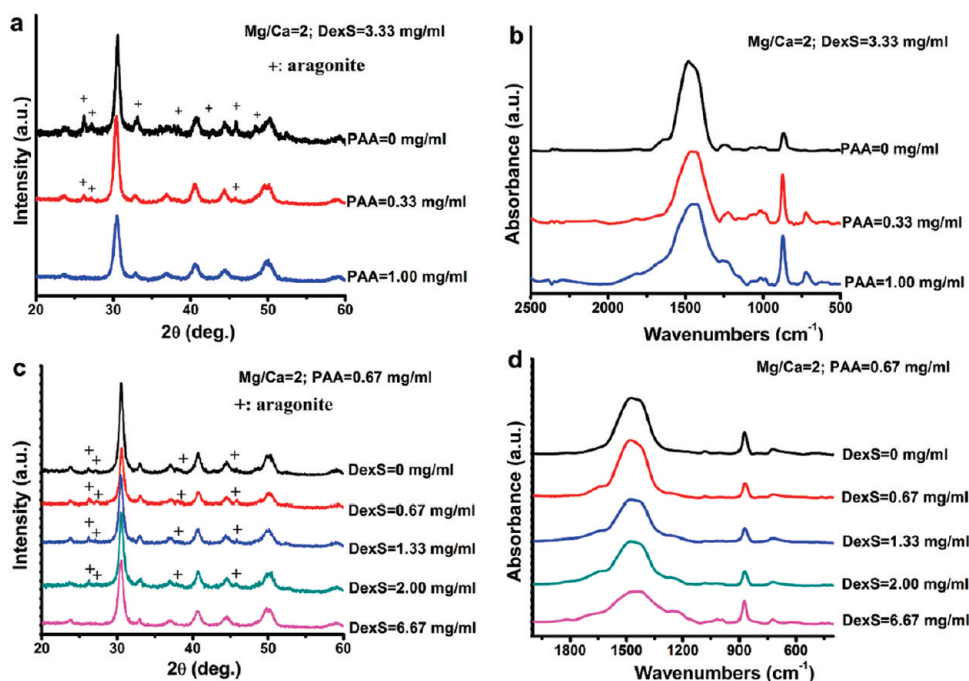 a
Mg/Ca=2; DexS=3.33 mg/ml
+: aragonite
+ + + + + + +
PAA=0 mg/ml
+ + +
PAA=0.33 mg/ml
PAA=1.00 mg/ml
Intensity (a.u.)
20 30 40 50 60
2θ (deg.)
b
Mg/Ca=2; DexS=3.33 mg/ml
PAA=0 mg/ml
PAA=0.33 mg/ml
PAA=1.00 mg/ml
Absorbance (a.u.)
2500 2000 1500 1000 500
Wavenumbers (cm⁻¹)
c
Mg/Ca=2; PAA=0.67 mg/ml
+: aragonite
+ + + +
DexS=0 mg/ml
+ + + +
DexS=0.67 mg/ml
+ + + +
DexS=1.33 mg/ml
+ + + +
DexS=2.00 mg/ml
DexS=6.67 mg/ml
Intensity (a.u.)
20 30 40 50 60
2θ (deg.)
d
Mg/Ca=2; PAA=0.67 mg/ml
DexS=0 mg/ml
DexS=0.67 mg/ml
DexS=1.33 mg/ml
DexS=2.00 mg/ml
DexS=6.67 mg/ml
Absorbance (a.u.)
1800 1500 1200 900 600
Wavenumbers (cm⁻¹)